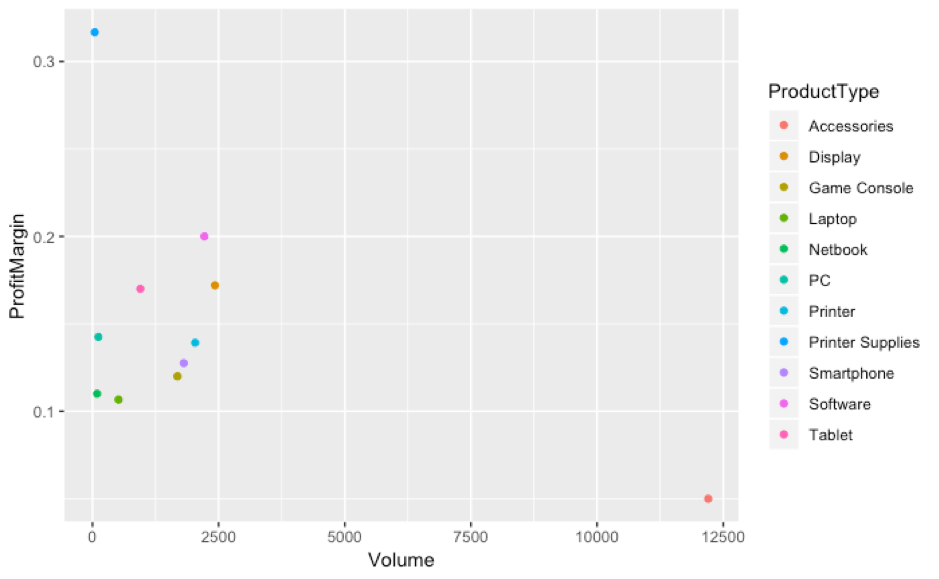 ProfitMargin
0.3
0.2
0.1
0 2500 5000 7500 10000 12500
Volume
ProductType
Accessories
Display
Game Console
Laptop
Netbook
PC
Printer
Printer Supplies
Smartphone
Software
Tablet